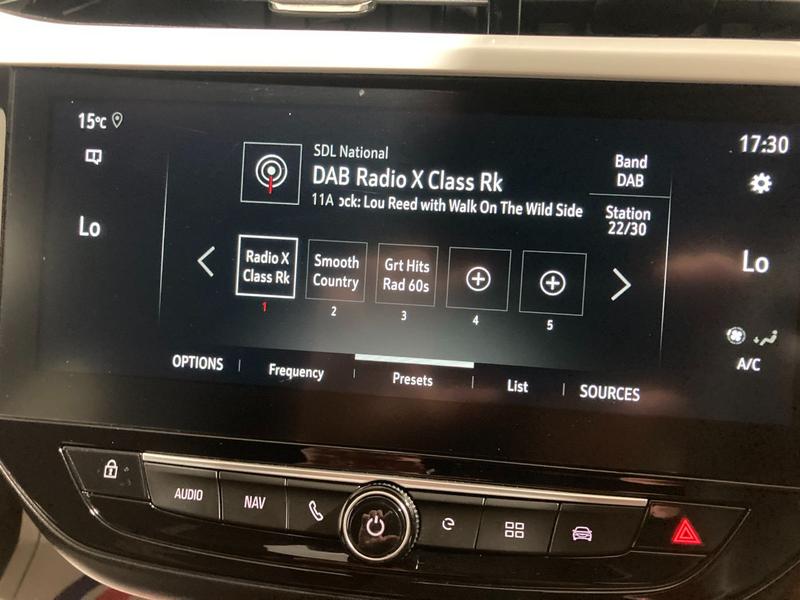 15°C
17:30
SDL National
DAB Radio X Class Rk
11A ock: Lou Reed with Walk On The Wild Side
Band
DAB
Station
22/30
Lo
Lo
Radio X
Class Rk
1
Smooth
Country
2
Grt Hits
Rad 60s
3
4
5
A/C
OPTIONS
Frequency
Presets
List
SOURCES
AUDIO
NAV